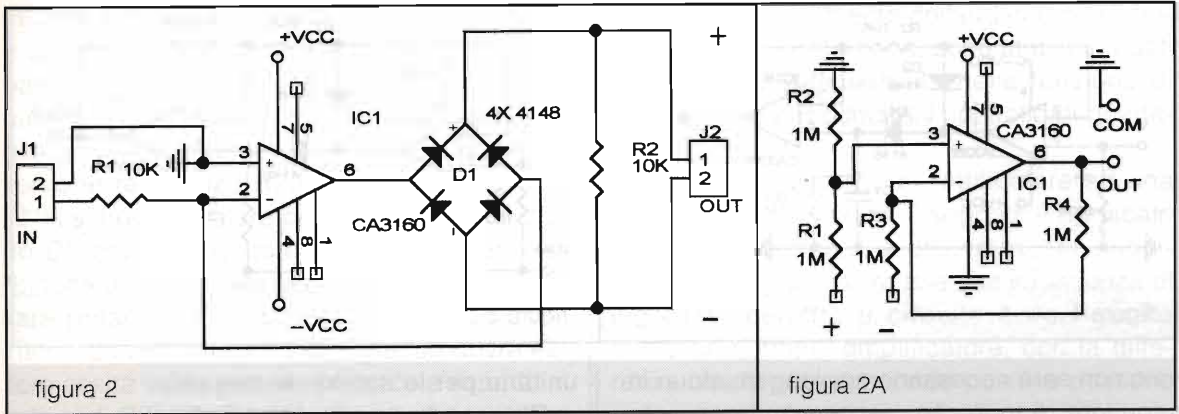 +VCC
7
5
IC1
4X 4148
+
J1
2
1
IN
R1 10K
3
+
2
-
6
D1
+
-
CA3160
4
8
1
-VCC
R2
10K
J2
1
2
OUT
-
figura 2
+VCC
R2
1M
7
5
CA3160
COM
3
+
2
-
6
IC1
OUT
R1
1M
R3
1M
4
8
1
R4
1M
+
-
figura 2A